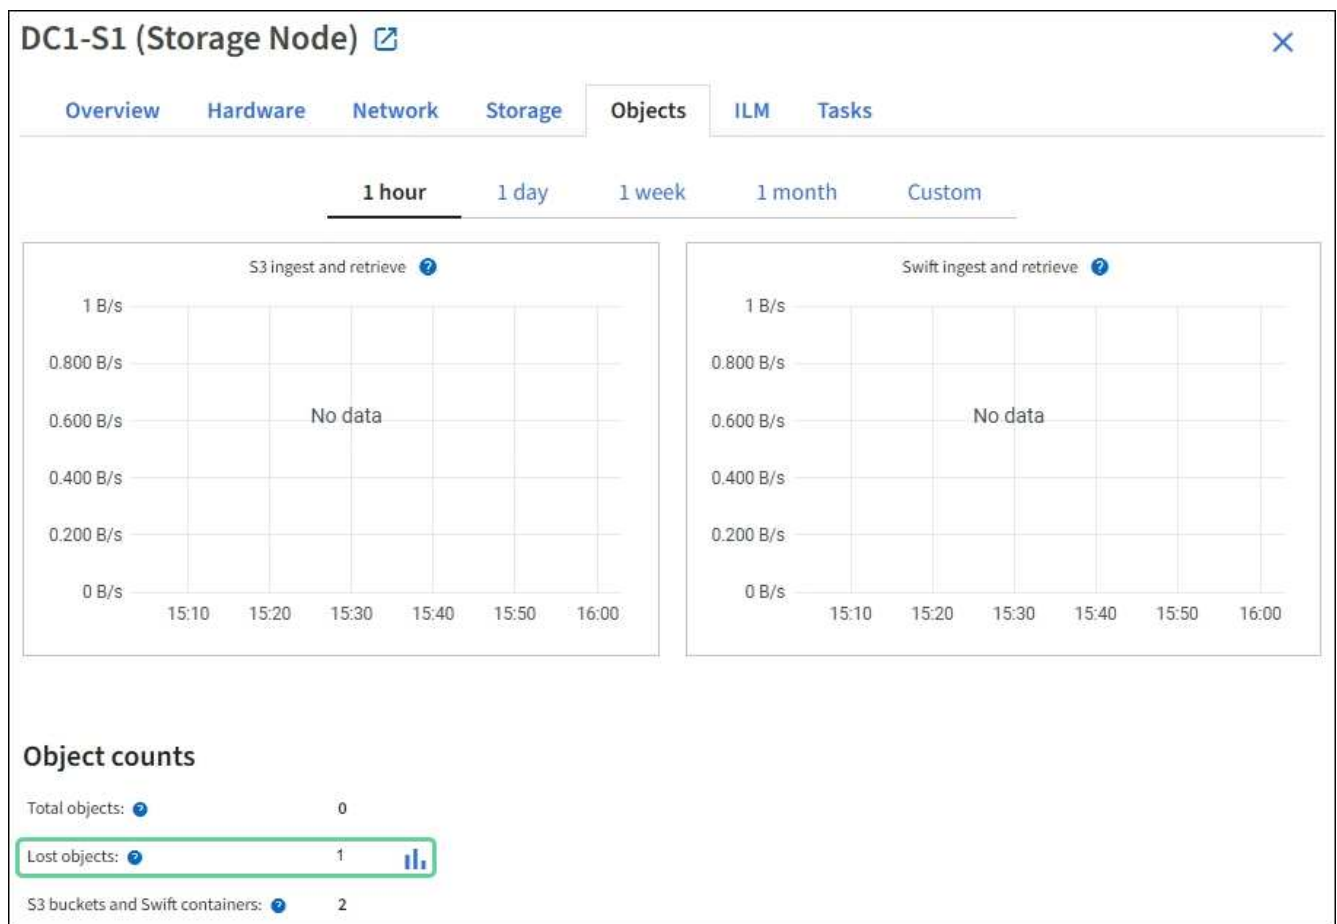 DC1-S1 (Storage Node)
Overview Hardware Network Storage Objects ILM Tasks
1 hour 1 day 1 week 1 month Custom
S3 ingest and retrieve
1 B/s
0.800 B/s
0.600 B/s
0.400 B/s
0.200 B/s
0 B/s
No data
15:10 15:20 15:30 15:40 15:50 16:00
Swift ingest and retrieve
1 B/s
0.800 B/s
0.600 B/s
0.400 B/s
0.200 B/s
0 B/s
No data
15:10 15:20 15:30 15:40 15:50 16:00
Object counts
Total objects: ? 0
Lost objects: ? 1
S3 buckets and Swift containers: ? 2